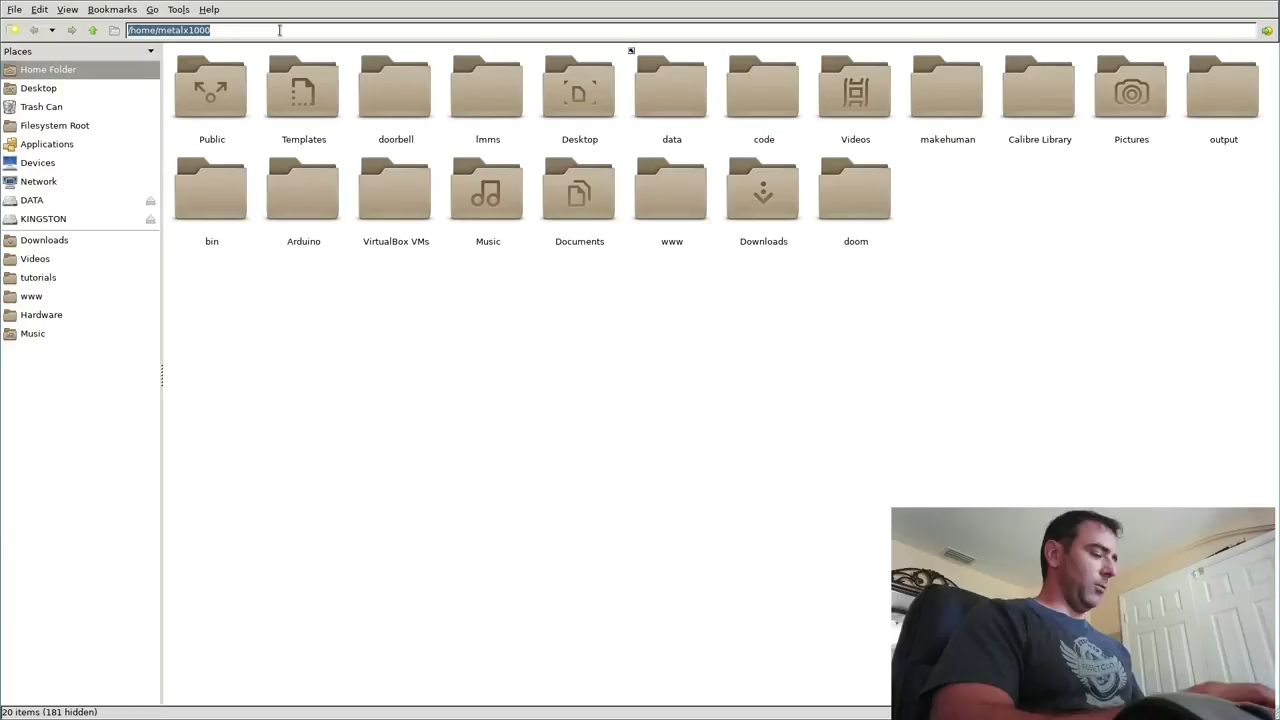 File Edit View Bookmarks Go Tools Help
/home/metalx1000
Places
Home Folder
Desktop
Trash Can
Filesystem Root
Applications
Devices
Network
DATA
KINGSTON
Downloads
Videos
tutorials
www
Hardware
Music
Public Templates doorbell lmms Desktop data code Videos makehuman Calibre Library Pictures output
bin Arduino VirtualBox VMs Music Documents www Downloads doom
20 items (181 hidden)